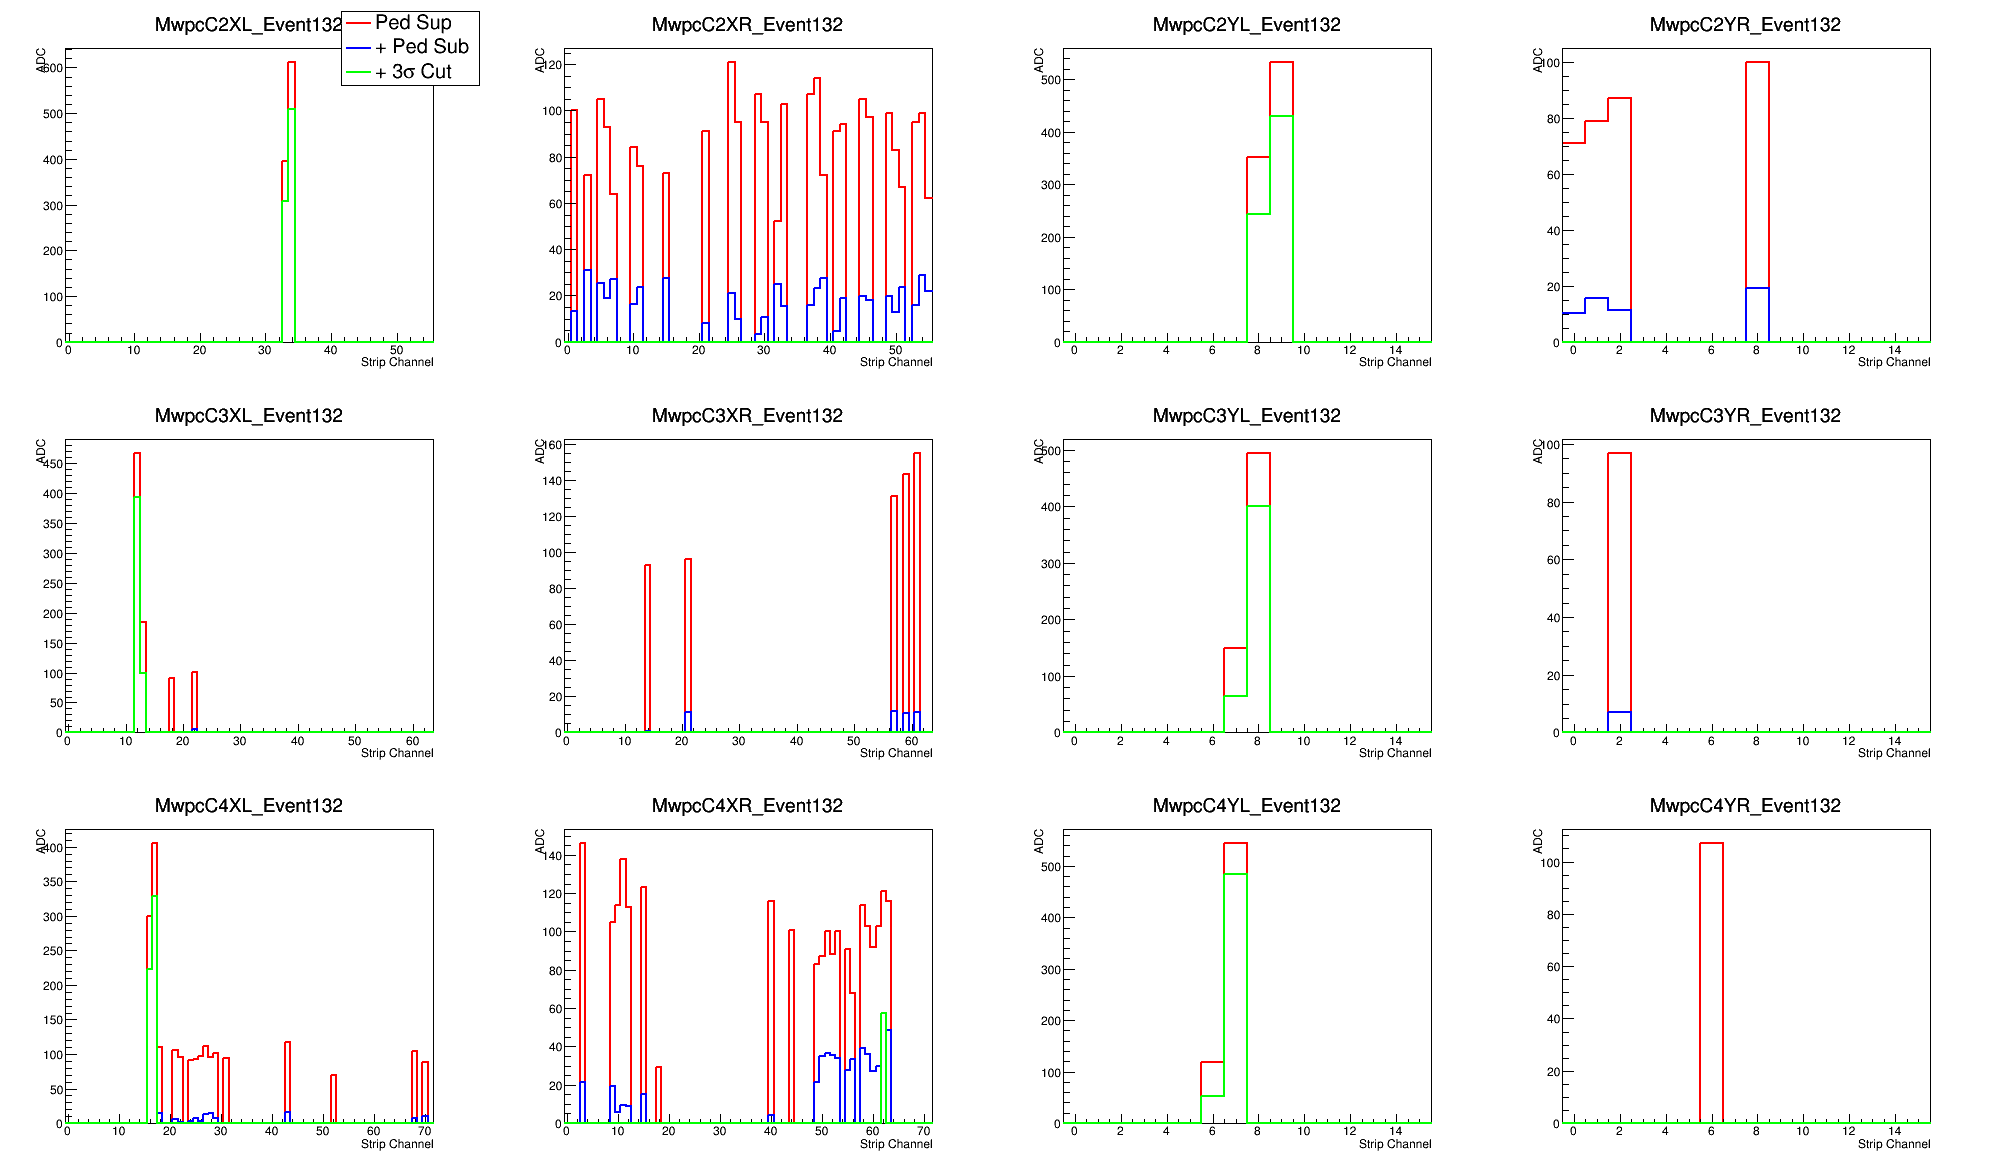 MwpcC2XL_Event132
Ped Sup
+ Ped Sub
+ 3σ Cut
ADC
600
500
400
300
200
100
0
0 10 20 30 40 50
Strip Channel
MwpcC2XR_Event132
ADC
120
100
80
60
40
20
0
0 10 20 30 40 50
Strip Channel
MwpcC2YL_Event132
ADC
500
400
300
200
100
0
0 2 4 6 8 10 12 14
Strip Channel
MwpcC2YR_Event132
ADC
100
80
60
40
20
0
0 2 4 6 8 10 12 14
Strip Channel
MwpcC3XL_Event132
ADC
450
400
350
300
250
200
150
100
50
0
0 10 20 30 40 50 60
Strip Channel
MwpcC3XR_Event132
ADC
160
140
120
100
80
60
40
20
0
0 10 20 30 40 50 60
Strip Channel
MwpcC3YL_Event132
ADC
500
400
300
200
100
0
0 2 4 6 8 10 12 14
Strip Channel
MwpcC3YR_Event132
ADC
100
80
60
40
20
0
0 2 4 6 8 10 12 14
Strip Channel
MwpcC4XL_Event132
ADC
400
350
300
250
200
150
100
50
0
0 10 20 30 40 50 60 70
Strip Channel
MwpcC4XR_Event132
ADC
140
120
100
80
60
40
20
0
0 10 20 30 40 50 60 70
Strip Channel
MwpcC4YL_Event132
ADC
500
400
300
200
100
0
0 2 4 6 8 10 12 14
Strip Channel
MwpcC4YR_Event132
ADC
100
80
60
40
20
0
0 2 4 6 8 10 12 14
Strip Channel